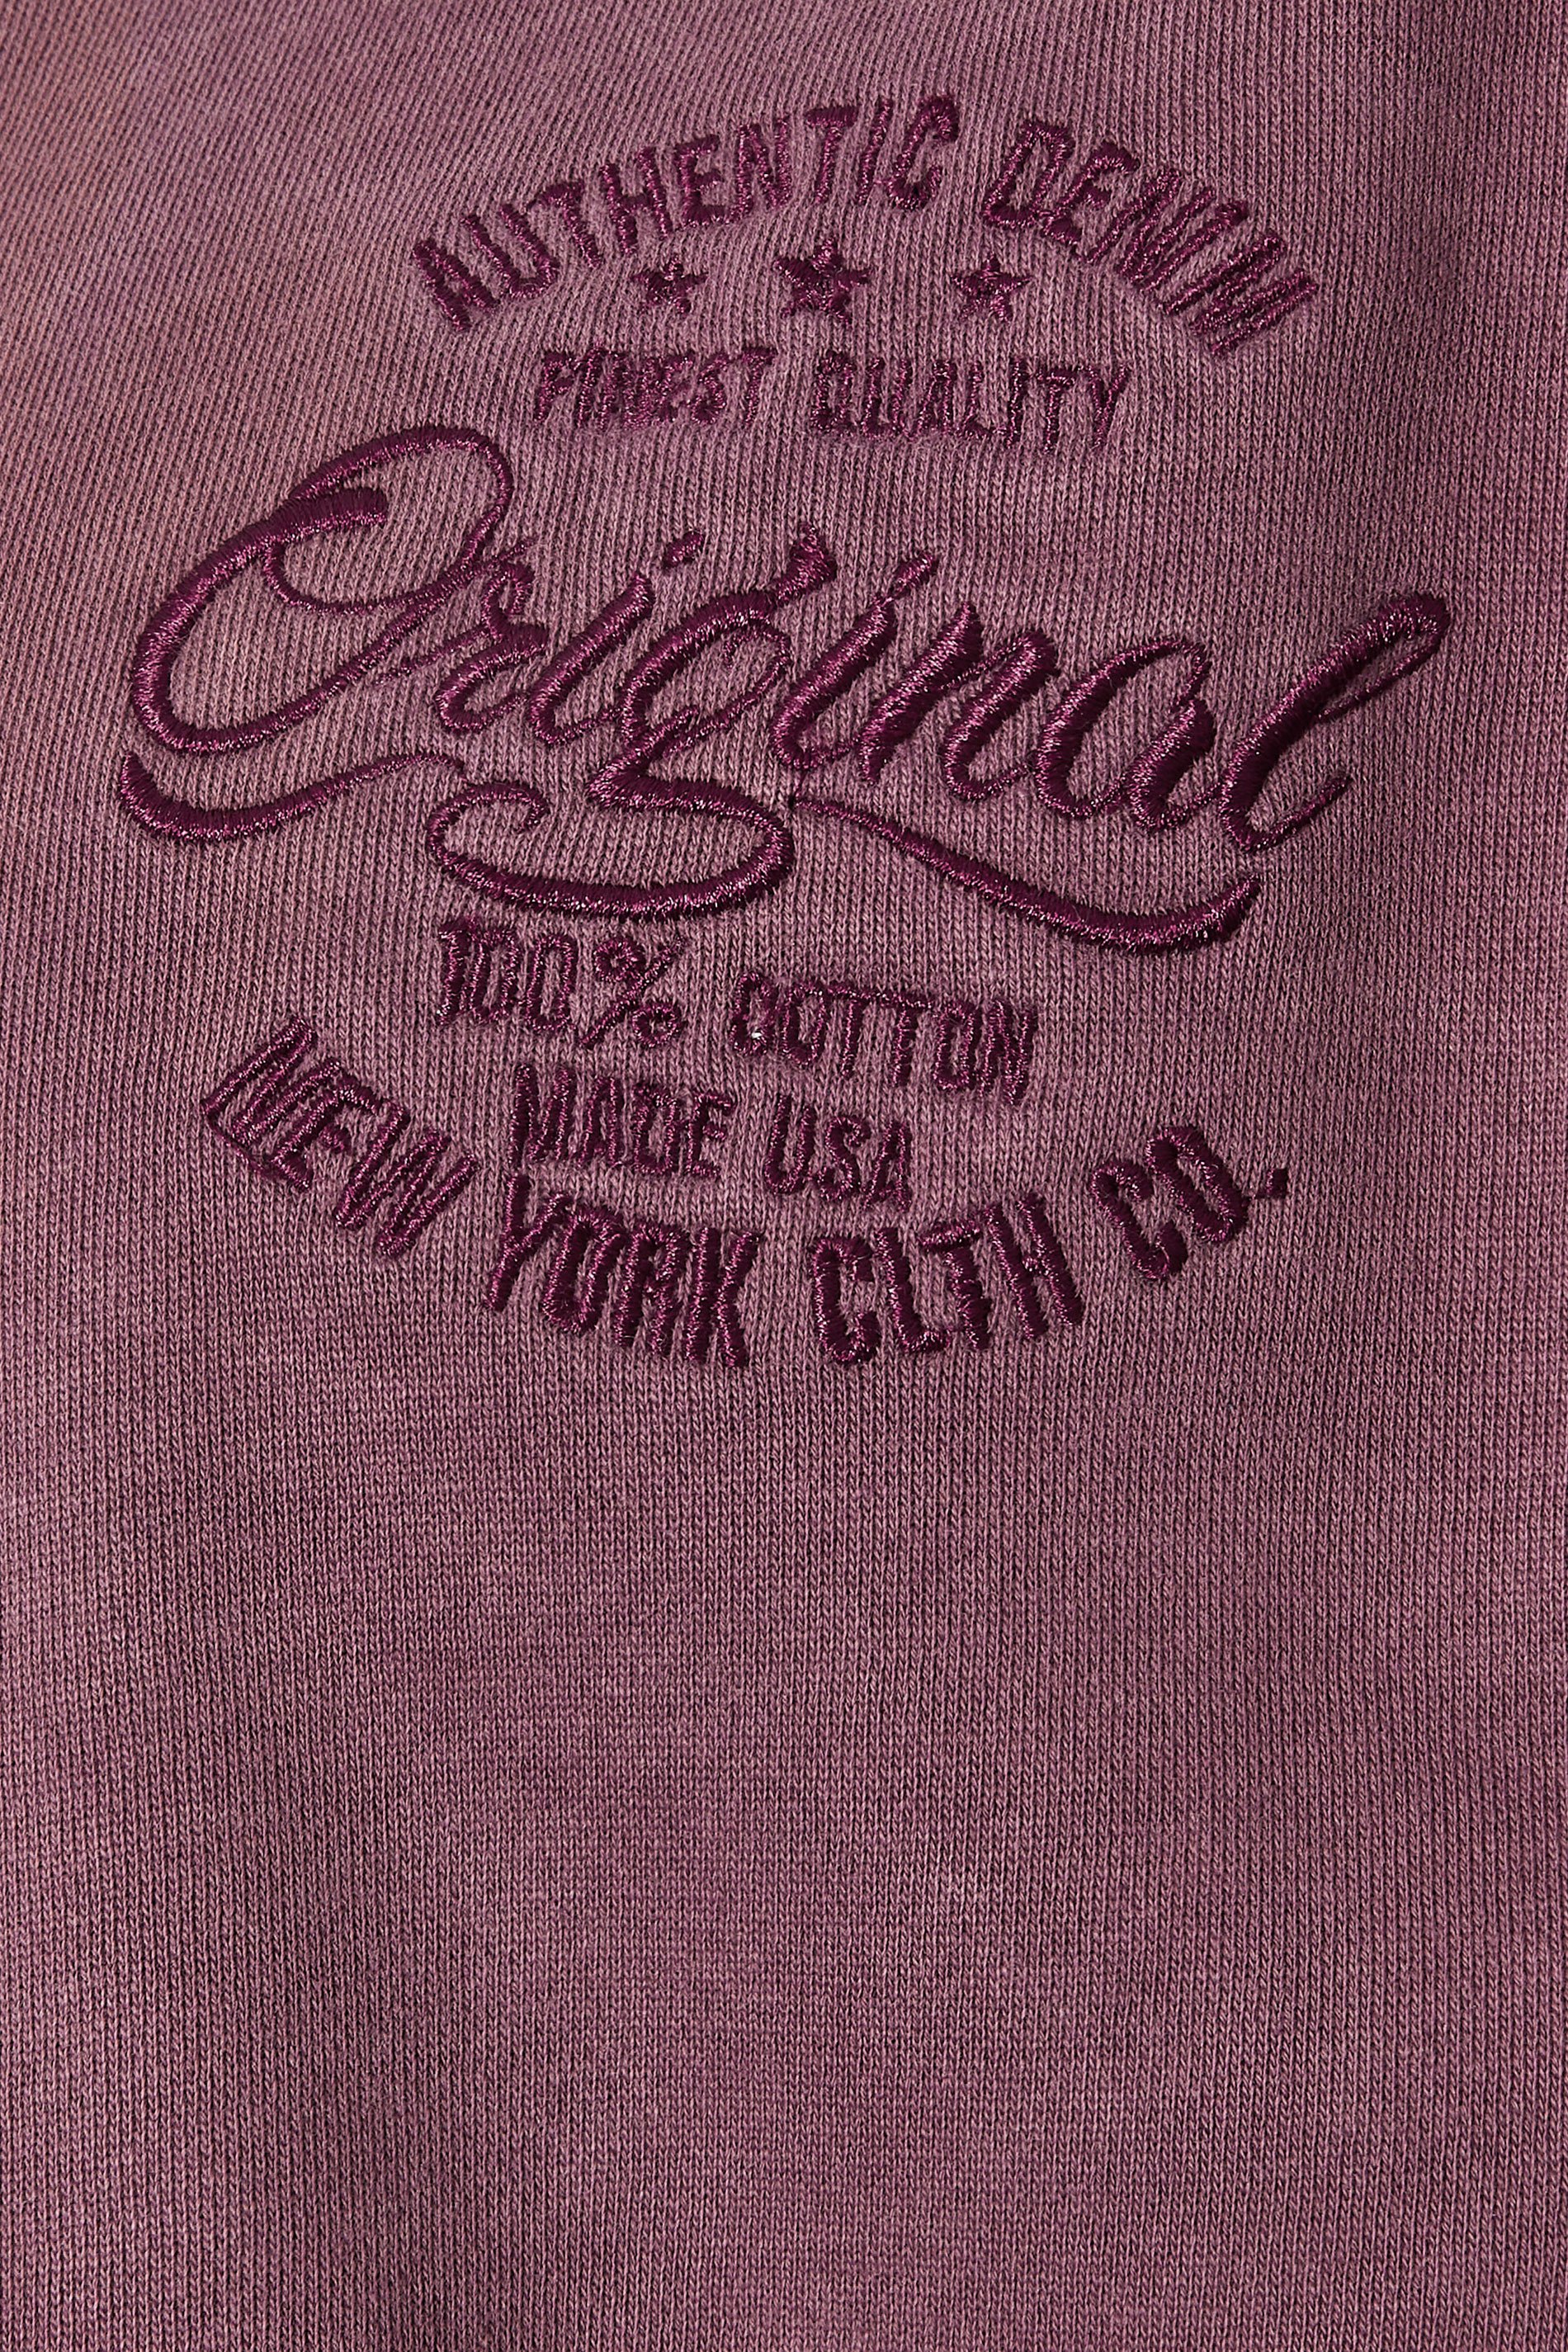 AUTHENTIC DENIM
FINEST QUALITY
Original
100% COTTON
MADE USA
NEW YORK CLTH CO.